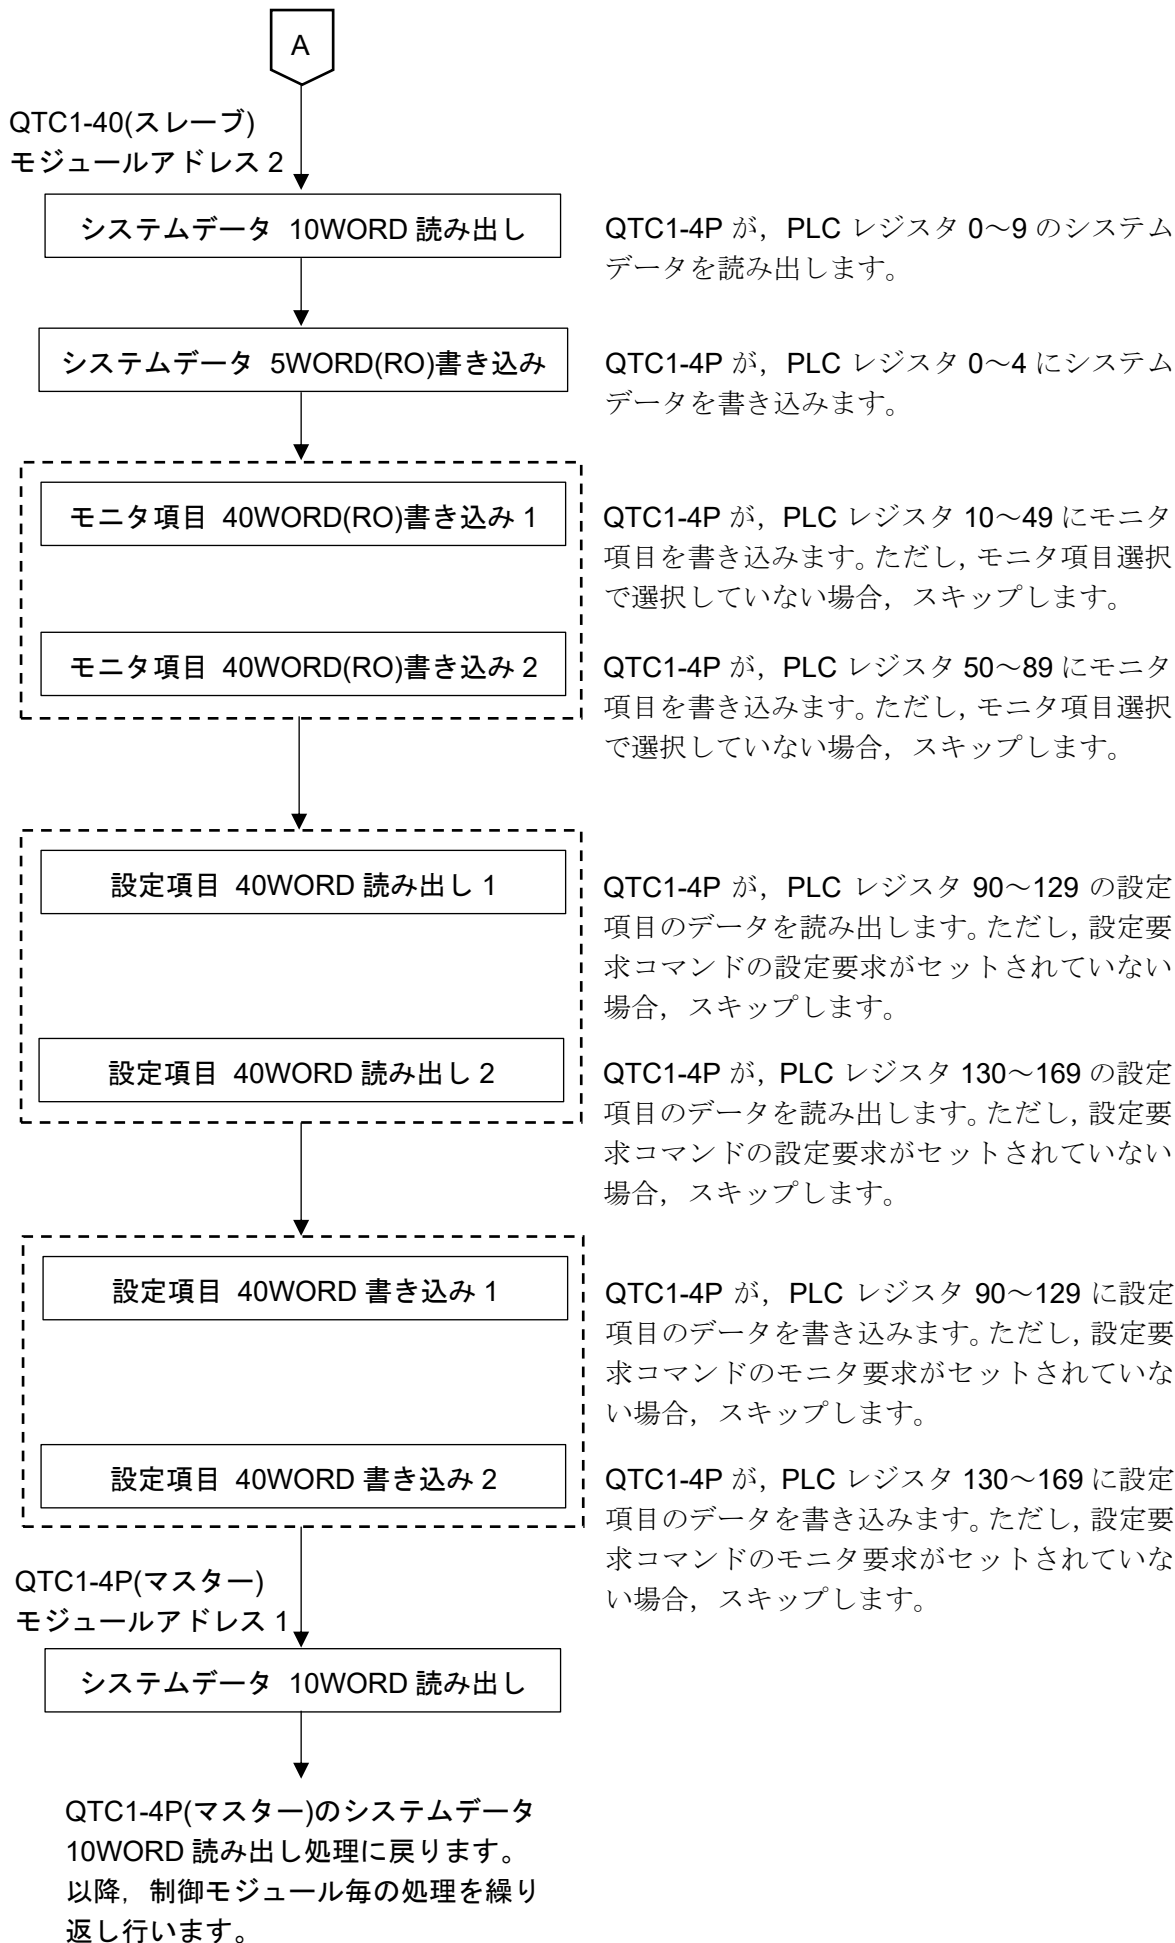 A
QTC1-40(スレーブ)
モジュールアドレス 2
システムデータ 10WORD 読み出し
QTC1-4P が，PLC レジスタ 0～9 のシステム
データを読み出します。
システムデータ 5WORD(RO)書き込み
QTC1-4P が，PLC レジスタ 0～4 にシステム
データを書き込みます。
モニタ項目 40WORD(RO)書き込み 1
QTC1-4P が，PLC レジスタ 10～49 にモニタ
項目を書き込みます。ただし，モニタ項目選択
で選択していない場合，スキップします。
モニタ項目 40WORD(RO)書き込み 2
QTC1-4P が，PLC レジスタ 50～89 にモニタ
項目を書き込みます。ただし，モニタ項目選択
で選択していない場合，スキップします。
設定項目 40WORD 読み出し 1
QTC1-4P が，PLC レジスタ 90～129 の設定
項目のデータを読み出します。ただし，設定要
求コマンドの設定要求がセットされていない
場合，スキップします。
設定項目 40WORD 読み出し 2
QTC1-4P が，PLC レジスタ 130～169 の設定
項目のデータを読み出します。ただし，設定要
求コマンドの設定要求がセットされていない
場合，スキップします。
設定項目 40WORD 書き込み 1
QTC1-4P が，PLC レジスタ 90～129 に設定
項目のデータを書き込みます。ただし，設定要
求コマンドのモニタ要求がセットされていな
い場合，スキップします。
設定項目 40WORD 書き込み 2
QTC1-4P が，PLC レジスタ 130～169 に設定
項目のデータを書き込みます。ただし，設定要
求コマンドのモニタ要求がセットされていな
い場合，スキップします。
QTC1-4P(マスター)
モジュールアドレス 1
システムデータ 10WORD 読み出し
QTC1-4P(マスター)のシステムデータ
10WORD 読み出し処理に戻ります。
以降，制御モジュール毎の処理を繰り
返し行います。